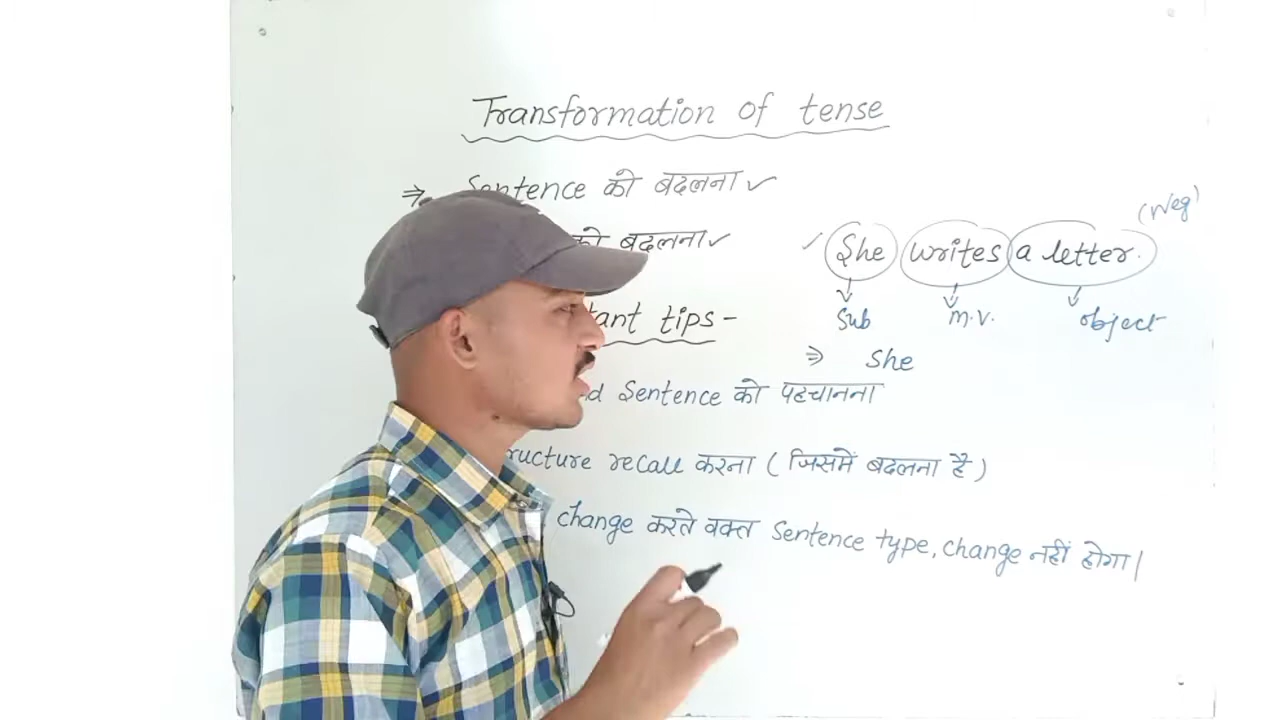 Transformation of tense
⇒ Sentence को बदलना ✓
को बदलना ✓
tant tips -
nd Sentence को पहचानना
ructure recall करना ( जिसमें बदलना है )
change करते वक्त Sentence type, change नहीं होगा।
(Neg)
✓ She writes a letter.
Sub m.v. object
⇒ She